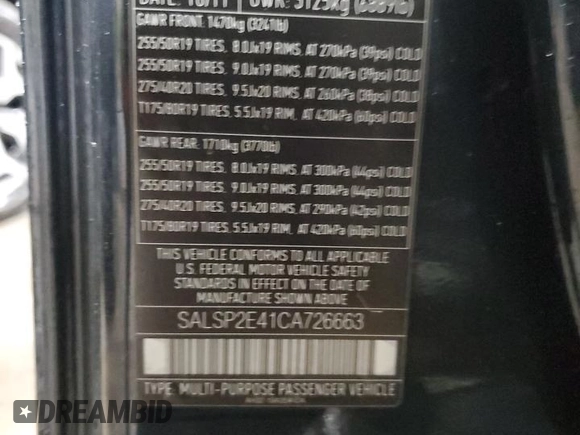 DATE: 10/11 GVWR: 3125kg (6889lb)
GAWR FRONT: 1470kg (3241lb)
255/50R19 TIRES, 8.0Jx19 RIMS, AT 270kPa (39psi) COLD
255/50R19 TIRES, 9.0Jx19 RIMS, AT 270kPa (39psi) COLD
275/40R20 TIRES, 9.5Jx20 RIMS, AT 260kPa (38psi) COLD
T175/80R19 TIRES, 5.5Jx19 RIM, AT 420kPa (60psi) COLD
GAWR REAR: 1710kg (3770lb)
255/50R19 TIRES, 8.0Jx19 RIMS, AT 300kPa (44psi) COLD
255/50R19 TIRES, 9.0Jx19 RIMS, AT 300kPa (44psi) COLD
275/40R20 TIRES, 9.5Jx20 RIMS, AT 290kPa (42psi) COLD
T175/80R19 TIRES, 5.5Jx19 RIM, AT 420kPa (60psi) COLD
THIS VEHICLE CONFORMS TO ALL APPLICABLE
U.S. FEDERAL MOTOR VEHICLE SAFETY
STANDARDS IN EFFECT ON THE DATE OF
MANUFACTURE SHOWN ABOVE
SALSP2E41CA726663
TYPE: MULTI-PURPOSE PASSENGER VEHICLE
DREAMBID